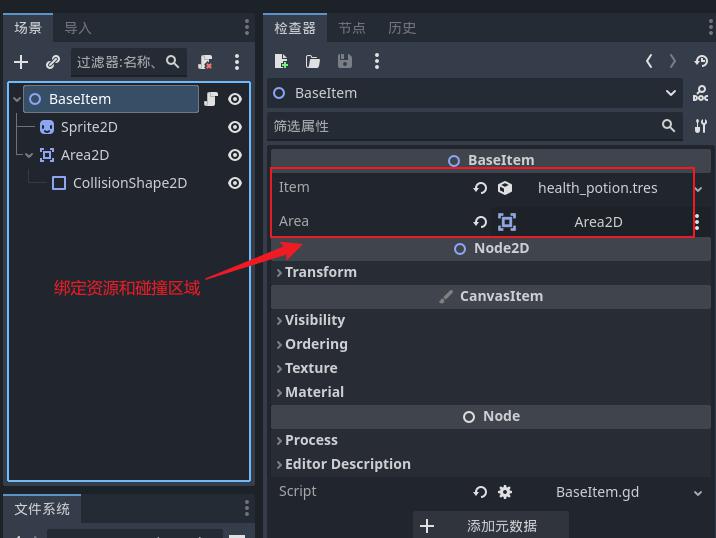 场景 导入
过滤器:名称、
BaseItem
Sprite2D
Area2D
CollisionShape2D
绑定资源和碰撞区域
文件系统
检查器 节点 历史
BaseItem
DOC
筛选属性
BaseItem
Item health_potion.tres
Area Area2D
Node2D
Transform
CanvasItem
Visibility
Ordering
Texture
Material
Node
Process
Editor Description
Script BaseItem.gd
添加元数据